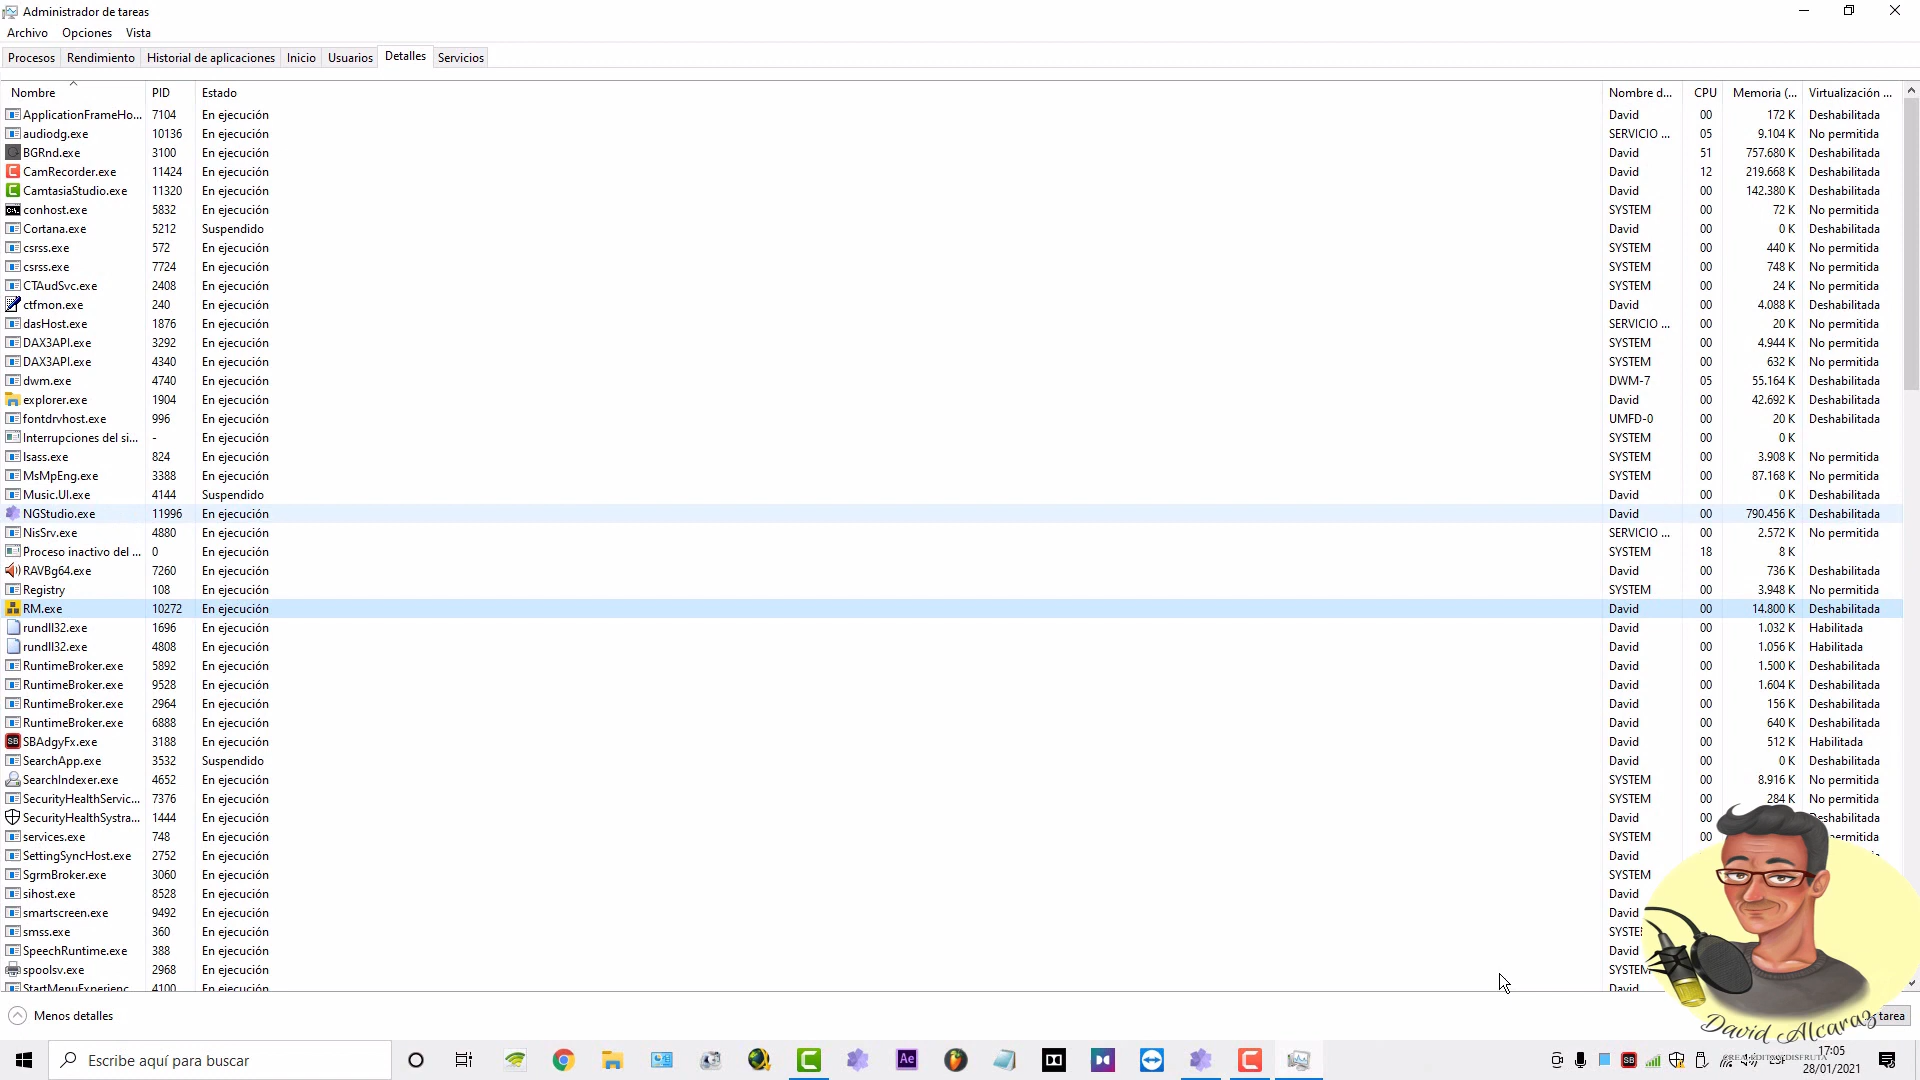 Administrador de tareas
Archivo Opciones Vista
Procesos Rendimiento Historial de aplicaciones Inicio Usuarios Detalles Servicios
Nombre PID Estado Nombre d... CPU Memoria (... Virtualización ...
ApplicationFrameHo... 7104 En ejecución David 00 172 K Deshabilitada
audiodg.exe 10136 En ejecución SERVICIO ... 05 9.104 K No permitida
BGRnd.exe 3100 En ejecución David 51 757.680 K Deshabilitada
CamRecorder.exe 11424 En ejecución David 12 219.668 K Deshabilitada
CamtasiaStudio.exe 11320 En ejecución David 00 142.380 K Deshabilitada
conhost.exe 5832 En ejecución SYSTEM 00 72 K No permitida
Cortana.exe 5212 Suspendido David 00 0 K Deshabilitada
csrss.exe 572 En ejecución SYSTEM 00 440 K No permitida
csrss.exe 7724 En ejecución SYSTEM 00 748 K No permitida
CTAudSvc.exe 2408 En ejecución SYSTEM 00 24 K No permitida
ctfmon.exe 240 En ejecución David 00 4.088 K Deshabilitada
dasHost.exe 1876 En ejecución SERVICIO ... 00 20 K No permitida
DAX3API.exe 3292 En ejecución SYSTEM 00 4.944 K No permitida
DAX3API.exe 4340 En ejecución SYSTEM 00 632 K No permitida
dwm.exe 4740 En ejecución DWM-7 05 55.164 K Deshabilitada
explorer.exe 1904 En ejecución David 00 42.692 K Deshabilitada
fontdrvhost.exe 996 En ejecución UMFD-0 00 20 K Deshabilitada
Interrupciones del si... - En ejecución SYSTEM 00 0 K
lsass.exe 824 En ejecución SYSTEM 00 3.908 K No permitida
MsMpEng.exe 3388 En ejecución SYSTEM 00 87.168 K No permitida
Music.UI.exe 4144 Suspendido David 00 0 K Deshabilitada
NGStudio.exe 11996 En ejecución David 00 790.456 K Deshabilitada
NisSrv.exe 4880 En ejecución SERVICIO ... 00 2.572 K No permitida
Proceso inactivo del ... 0 En ejecución SYSTEM 18 8 K
RAVBg64.exe 7260 En ejecución David 00 736 K Deshabilitada
Registry 108 En ejecución SYSTEM 00 3.948 K No permitida
RM.exe 10272 En ejecución David 00 14.800 K Deshabilitada
rundll32.exe 1696 En ejecución David 00 1.032 K Habilitada
rundll32.exe 4808 En ejecución David 00 1.056 K Habilitada
RuntimeBroker.exe 5892 En ejecución David 00 1.500 K Deshabilitada
RuntimeBroker.exe 9528 En ejecución David 00 1.604 K Deshabilitada
RuntimeBroker.exe 2964 En ejecución David 00 156 K Deshabilitada
RuntimeBroker.exe 6888 En ejecución David 00 640 K Deshabilitada
SBAdgyFx.exe 3188 En ejecución David 00 512 K Habilitada
SearchApp.exe 3532 Suspendido David 00 0 K Deshabilitada
SearchIndexer.exe 4652 En ejecución SYSTEM 00 8.916 K No permitida
SecurityHealthServic... 7376 En ejecución SYSTEM 00 284 K No permitida
SecurityHealthSystra... 1444 En ejecución David 00 Deshabilitada
services.exe 748 En ejecución SYSTEM 00 permitida
SettingSyncHost.exe 2752 En ejecución David
SgrmBroker.exe 3060 En ejecución SYSTEM
sihost.exe 8528 En ejecución David
smartscreen.exe 9492 En ejecución David
smss.exe 360 En ejecución SYSTE
SpeechRuntime.exe 388 En ejecución David
spoolsv.exe 2968 En ejecución SYSTEM
StartMenuExperienc... 4100 En ejecución David
Menos detalles tarea
David Alcaraz
CREA EDITA Y DISFRUTA
Escribe aquí para buscar
Ae
SB
ESP
17:05
28/01/2021